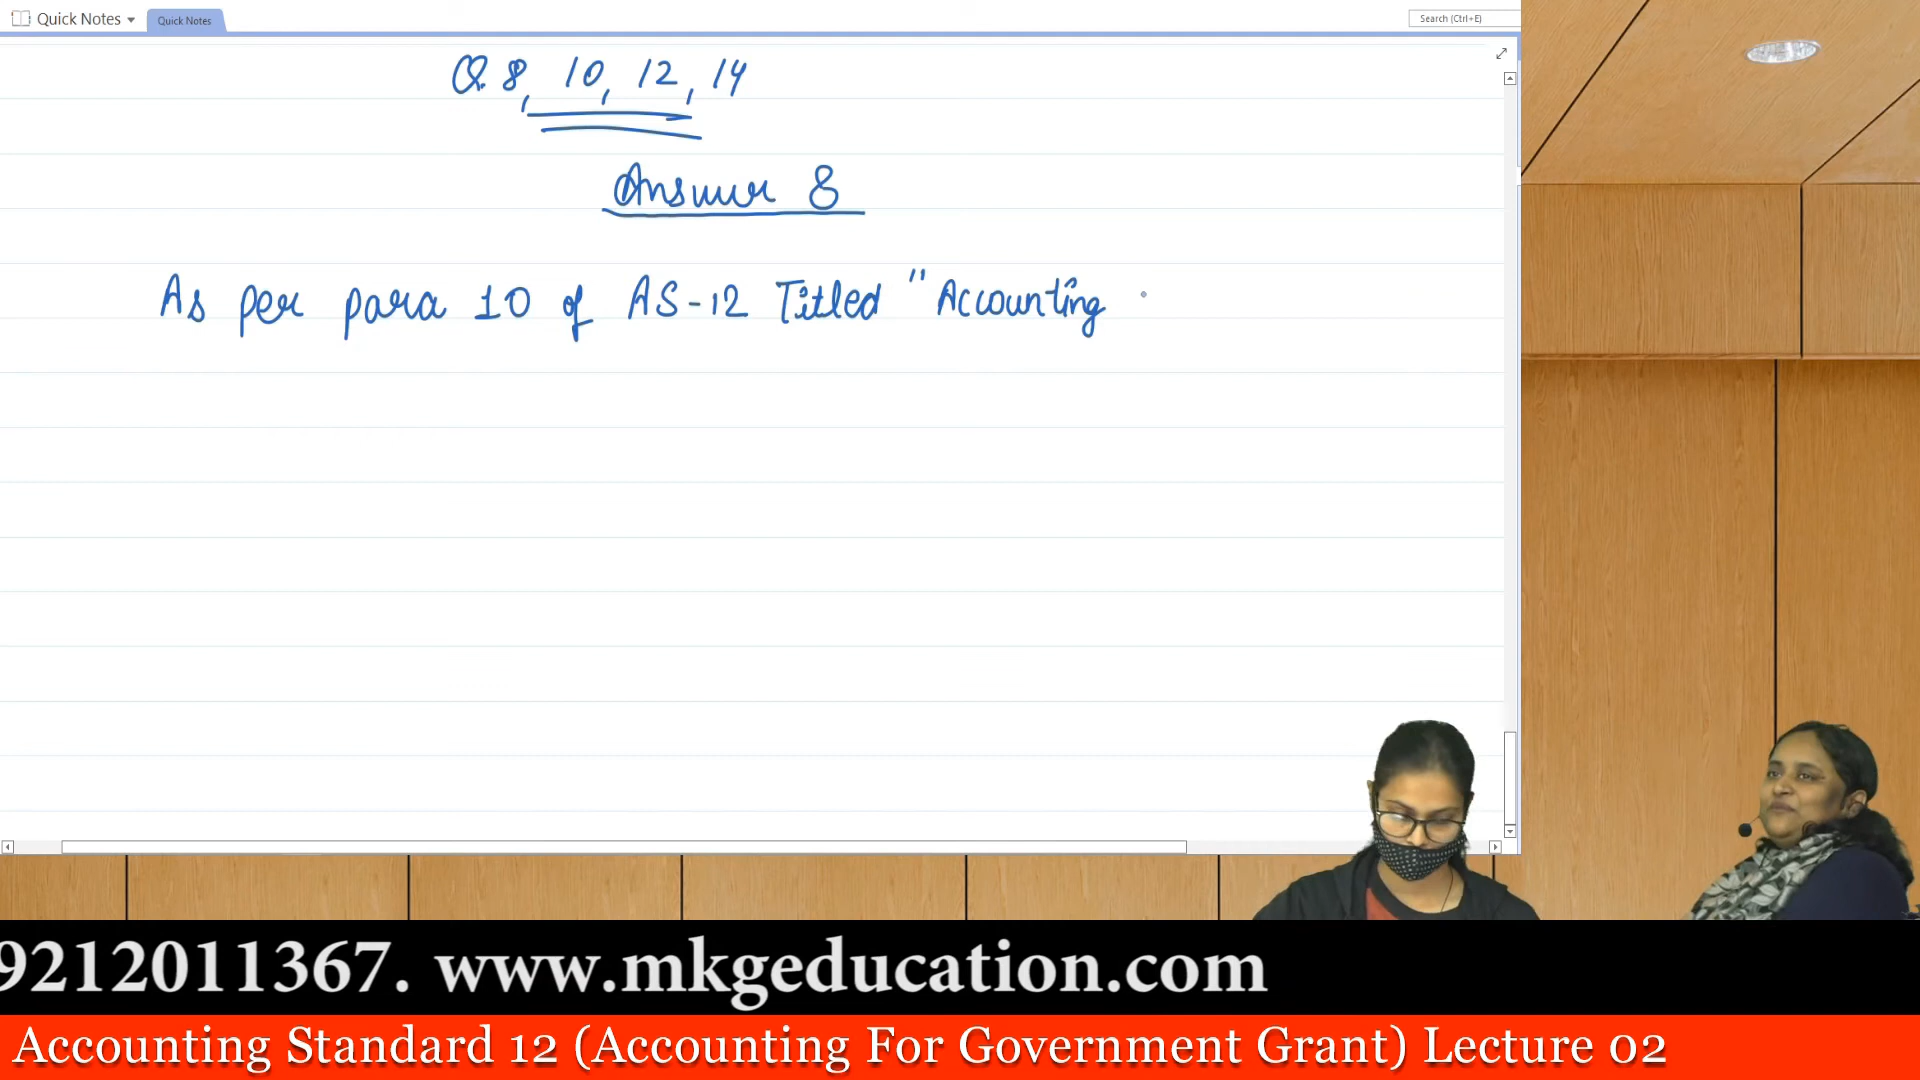 Quick Notes
Quick Notes
Search (Ctrl+E)
Q. 8, 10, 12, 14
Answer 8
As per para 10 of AS-12 Titled "Accounting
9212011367. www.mkgeducation.com
Accounting Standard 12 (Accounting For Government Grant) Lecture 02